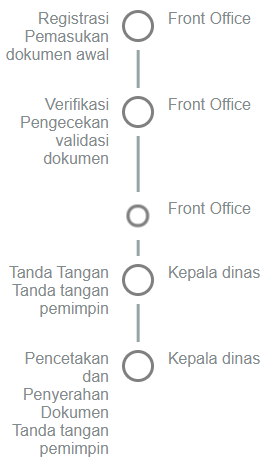 Registrasi
Pemasukan
dokumen awal
Front Office
Verifikasi
Pengecekan
validasi
dokumen
Front Office
Front Office
Tanda Tangan
Tanda tangan
pemimpin
Kepala dinas
Pencetakan
dan
Penyerahan
Dokumen
Tanda tangan
pemimpin
Kepala dinas